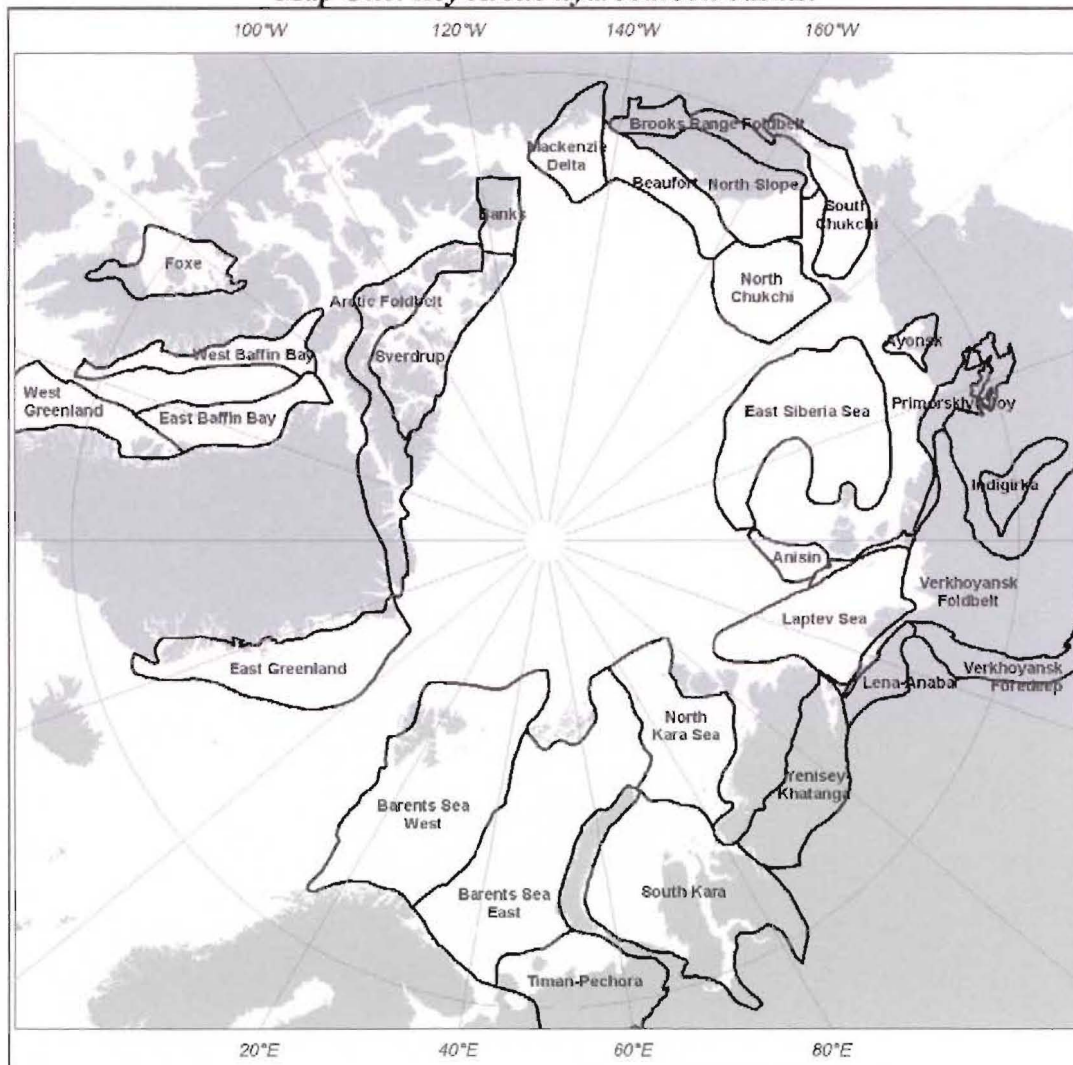 100°W 120°W 140°W 160°W
Brooks Range Foldbelt
Mackenzie
Delta
Beaufort
North Slope
South
Chukchi
Banks
Foxe
North
Chukchi
Arctic Foldbelt
Ayonsk
West Baffin Bay
Sverdrup
West
Greenland
East Baffin Bay
East Siberia Sea
Indigirka
Anisin
Verkhoyansk
Foldbelt
Laptev Sea
East Greenland
Lena-Anabar
Verkhoyansk
Foredeep
North
Kara Sea
Yenisey-
Khatanga
Barents Sea
West
Barents Sea
East
South Kara
Timan-Pechora
20°E 40°E 60°E 80°E